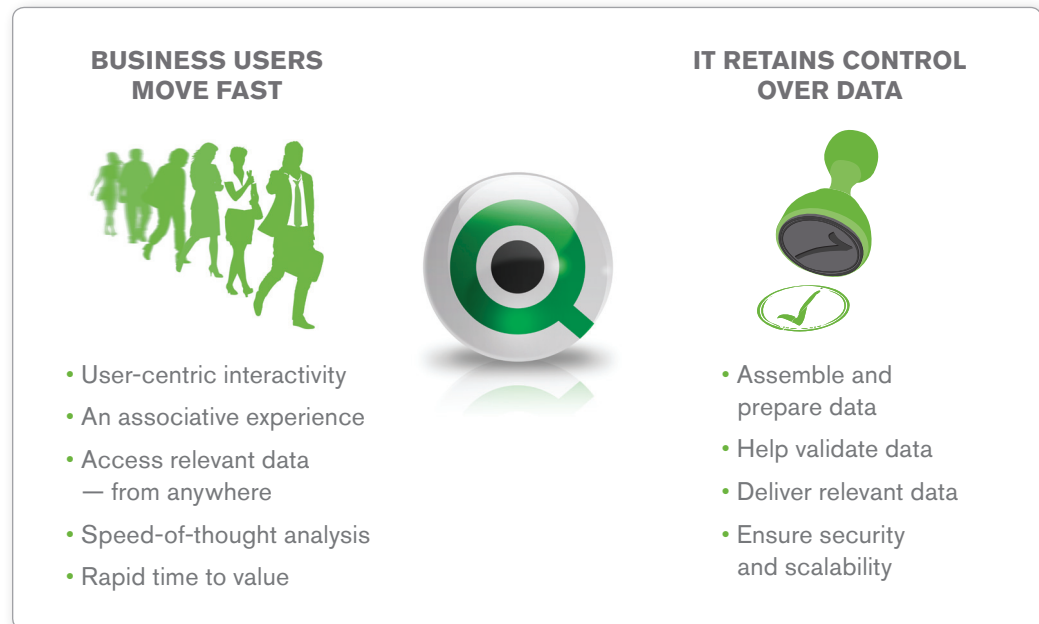 BUSINESS USERS
MOVE FAST
• User-centric interactivity
• An associative experience
• Access relevant data
— from anywhere
• Speed-of-thought analysis
• Rapid time to value
IT RETAINS CONTROL
OVER DATA
• Assemble and
prepare data
• Help validate data
• Deliver relevant data
• Ensure security
and scalability